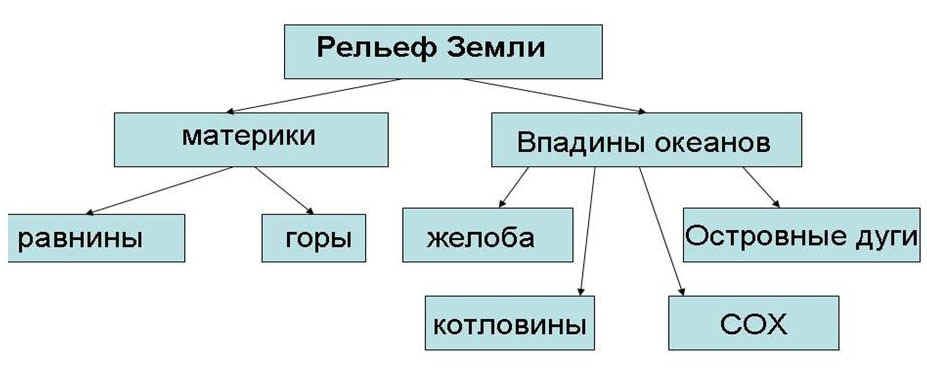 Рельеф Земли
материки
Впадины океанов
равнины
горы
желоба
Островные дуги
котловины
СОХ